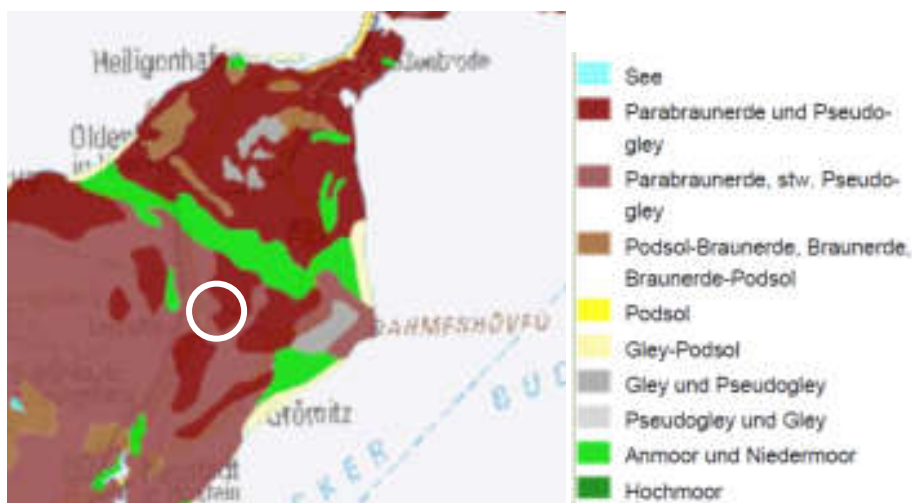 Heiligenhafen
See
Parabraunerde und Pseudo-
gley
Parabraunerde, stw. Pseudo-
gley
Podsol-Braunerde, Braunerde,
Braunerde-Podsol
Podsol
Gley-Podsol
Gley und Pseudogley
Pseudogley und Gley
Anmoor und Niedermoor
Hochmoor
DAHMESHÖVED
Grömitz